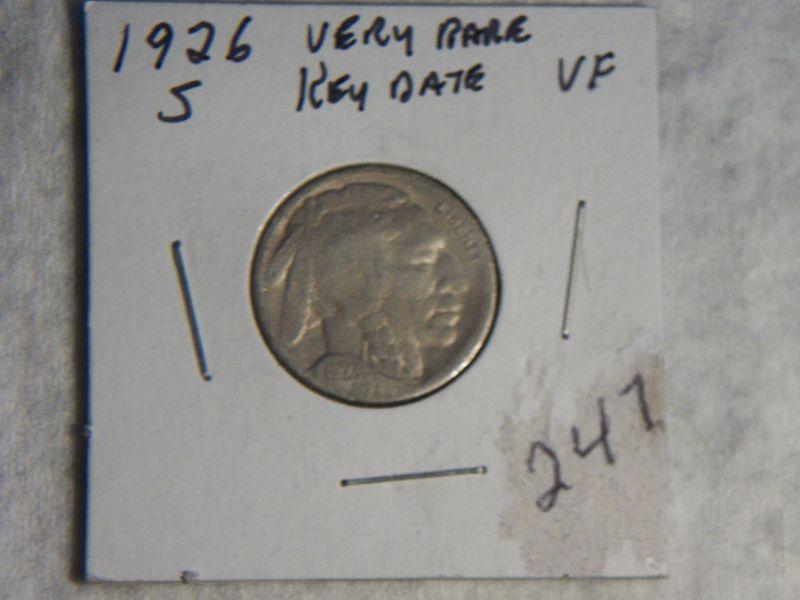 1926 VERY RARE
S KEY DATE VF
LIBERTY
247